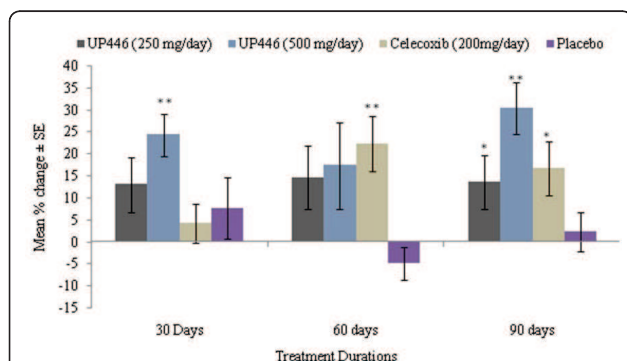 UP446 (250 mg/day) UP446 (500 mg/day) Celecoxib (200mg/day) Placebo
40
35
30
25
20
15
10
5
0
-5
-10
-15
Mean % change ± SE
** ** * ** *
30 Days 60 days 90 days
Treatment Durations